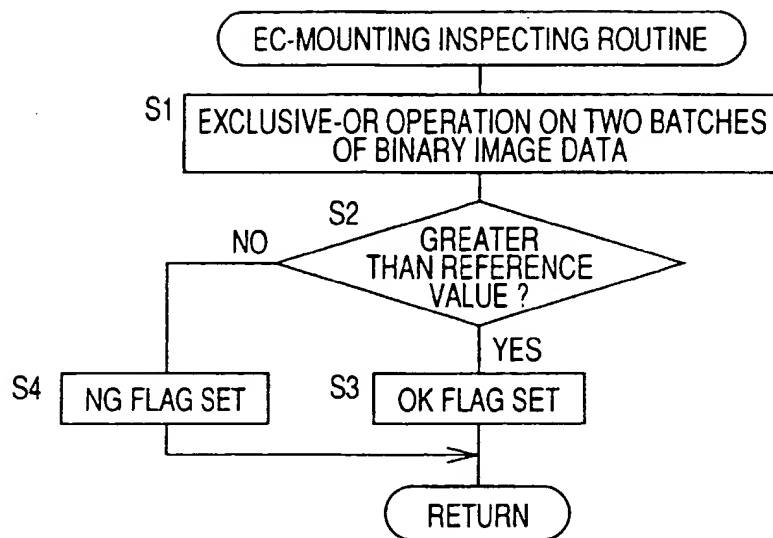 EC-MOUNTING INSPECTING ROUTINE
S1
EXCLUSIVE-OR OPERATION ON TWO BATCHES
OF BINARY IMAGE DATA
S2
NO
GREATER
THAN REFERENCE
VALUE ?
YES
S4
NG FLAG SET
S3
OK FLAG SET
RETURN